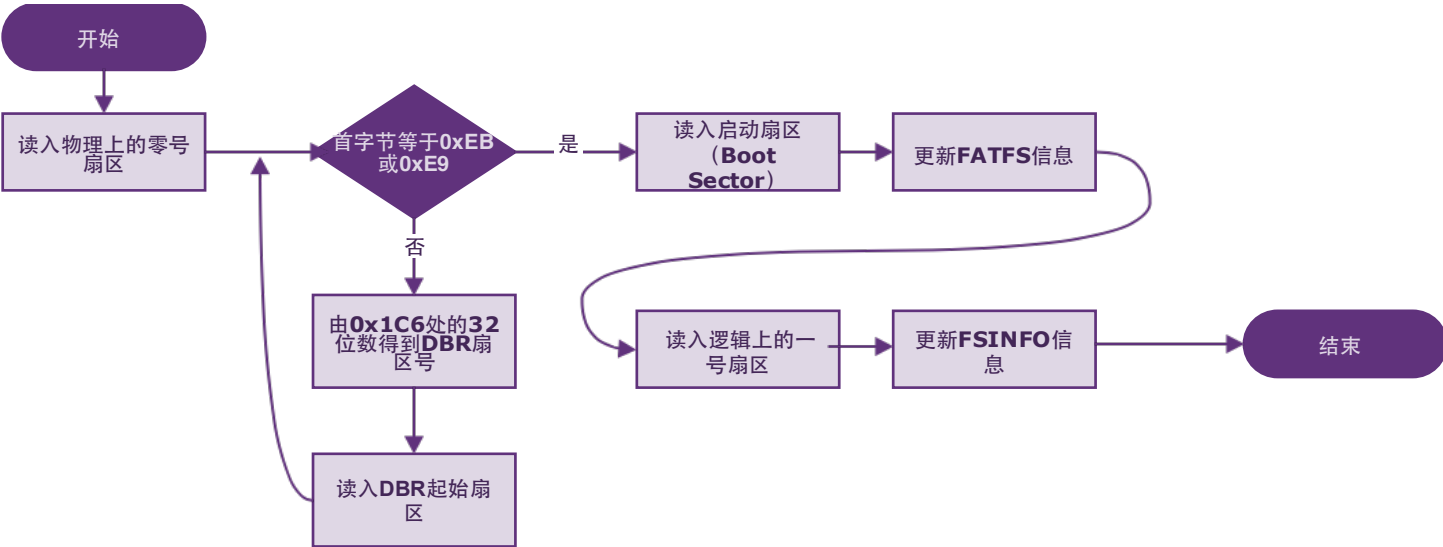 开始
读入物理上的零号
扇区
首字节等于0xEB
或0xE9
是
读入启动扇区
（Boot
Sector）
更新FATFS信息
否
由0x1C6处的32
位数得到DBR扇
区号
读入DBR起始扇
区
读入逻辑上的一
号扇区
更新FSINFO信
息
结束